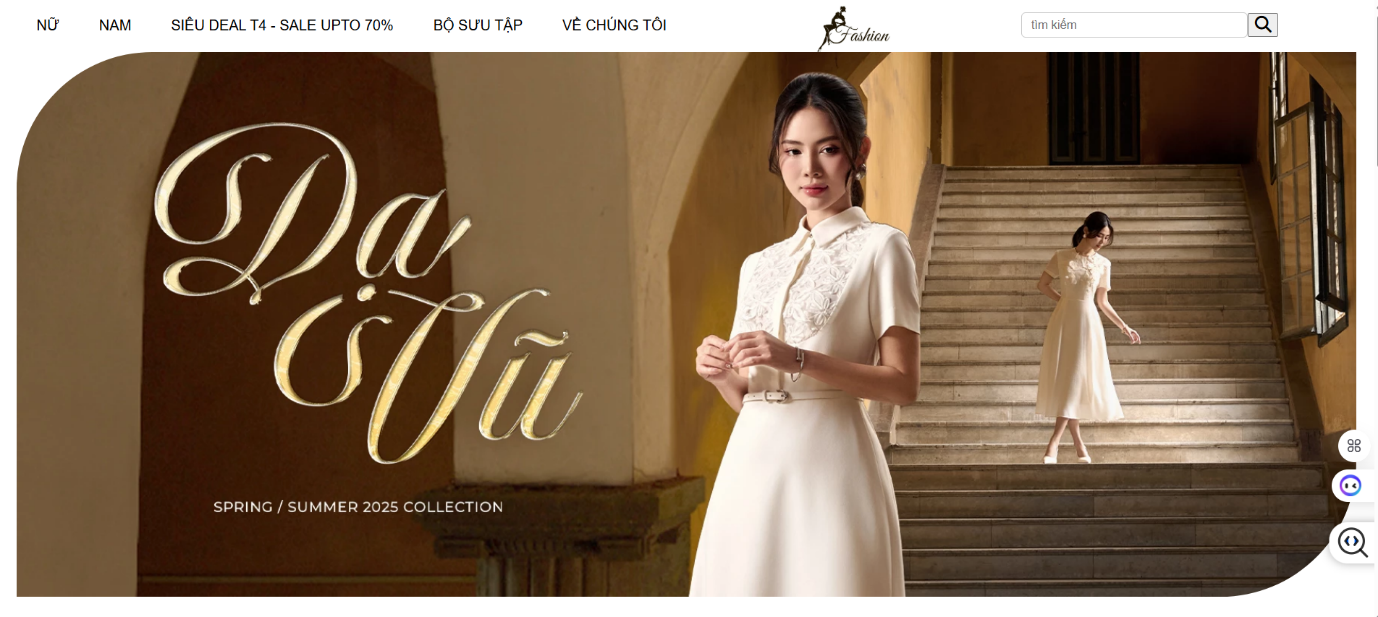 NỮ
NAM
SIÊU DEAL T4 - SALE UPTO 70%
BỘ SƯU TẬP
VỀ CHÚNG TÔI
Fashion
tìm kiếm
Dạ
Vũ
SPRING / SUMMER 2025 COLLECTION